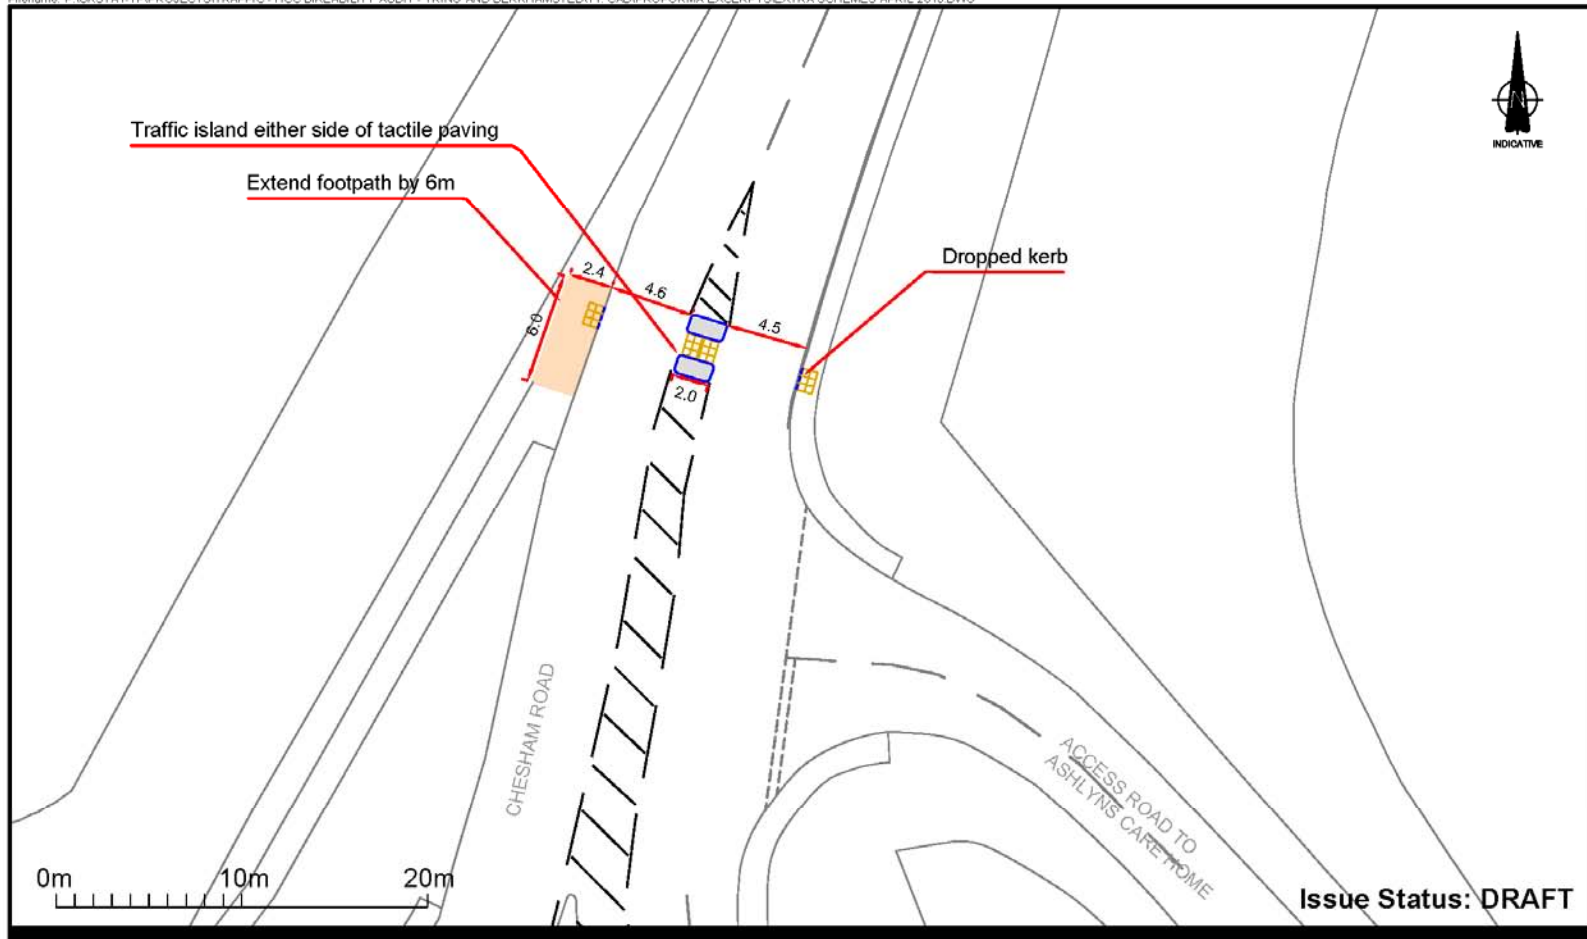 Traffic island either side of tactile paving
Extend footpath by 6m
Dropped kerb
N
INDICATIVE
2.4
4.6
4.5
6.0
2.0
CHESHAM ROAD
ACCESS ROAD TO
ASHLYNS CARE HOME
0m 10m 20m
Issue Status: DRAFT